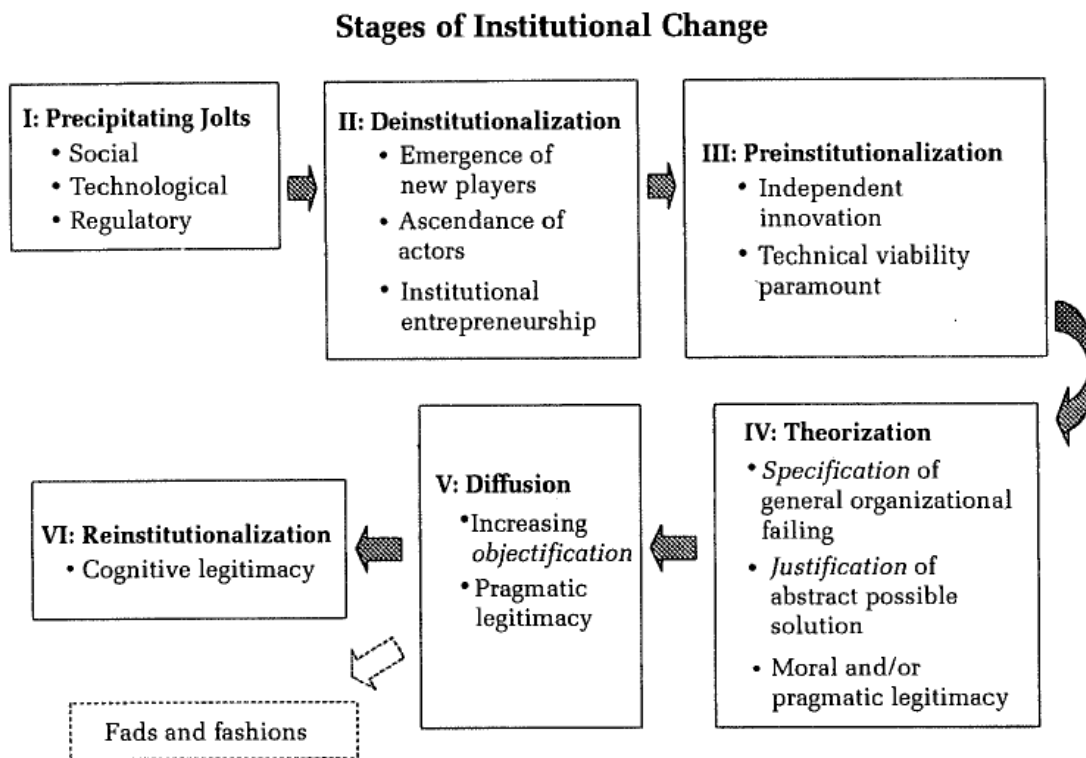 Stages of Institutional Change
I: Precipitating Jolts
• Social
• Technological
• Regulatory
II: Deinstitutionalization
• Emergence of
new players
• Ascendance of
actors
• Institutional
entrepreneurship
III: Preinstitutionalization
• Independent
innovation
• Technical viability
paramount
IV: Theorization
• Specification of
general organizational
failing
• Justification of
abstract possible
solution
• Moral and/or
pragmatic legitimacy
V: Diffusion
• Increasing
objectification
• Pragmatic
legitimacy
VI: Reinstitutionalization
• Cognitive legitimacy
Fads and fashions